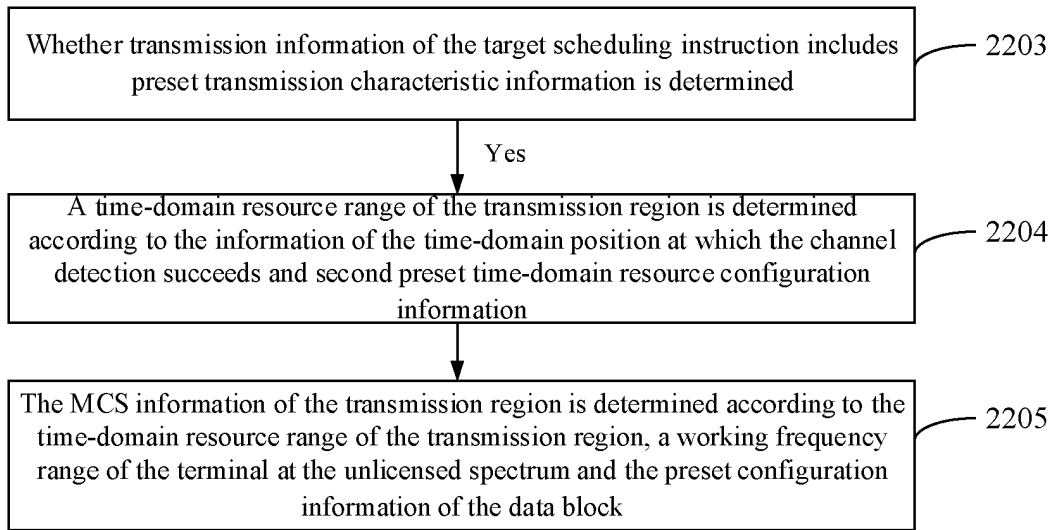 Whether transmission information of the target scheduling instruction includes
preset transmission characteristic information is determined
2203
Yes
A time-domain resource range of the transmission region is determined
according to the information of the time-domain position at which the channel
detection succeeds and second preset time-domain resource configuration
information
2204
The MCS information of the transmission region is determined according to the
time-domain resource range of the transmission region, a working frequency
range of the terminal at the unlicensed spectrum and the preset configuration
information of the data block
2205